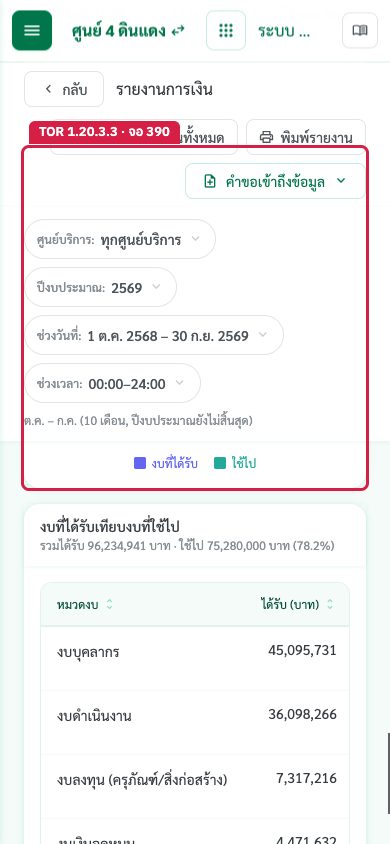 ศูนย์ 4 ดินแดง
ระบบ ...
กลับ
รายงานการเงิน
TOR 1.20.3.3 · จอ 390
พิมพ์รายงาน
คำขอเข้าถึงข้อมูล
ศูนย์บริการ: ทุกศูนย์บริการ
ปีงบประมาณ: 2569
ช่วงวันที่: 1 ต.ค. 2568 – 30 ก.ย. 2569
ช่วงเวลา: 00:00–24:00
ต.ค. – ก.ค. (10 เดือน, ปีงบประมาณยังไม่สิ้นสุด)
งบที่ได้รับ ใช้ไป
งบที่ได้รับเทียบงบที่ใช้ไป
รวมได้รับ 96,234,941 บาท · ใช้ไป 75,280,000 บาท (78.2%)
หมวดงบ ได้รับ (บาท)
งบบุคลากร 45,095,731
งบดำเนินงาน 36,098,266
งบลงทุน (ครุภัณฑ์/สิ่งก่อสร้าง) 7,317,216
งบเงินอุดหนุน 4,471,632